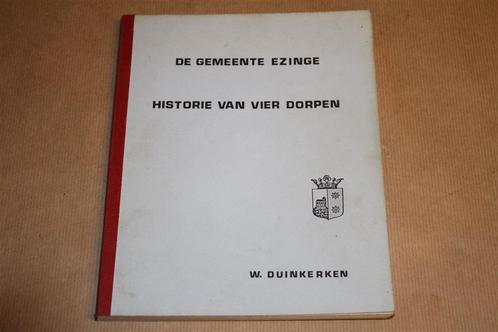 DE GEMEENTE EZINGE
HISTORIE VAN VIER DORPEN
W. DUINKERKEN